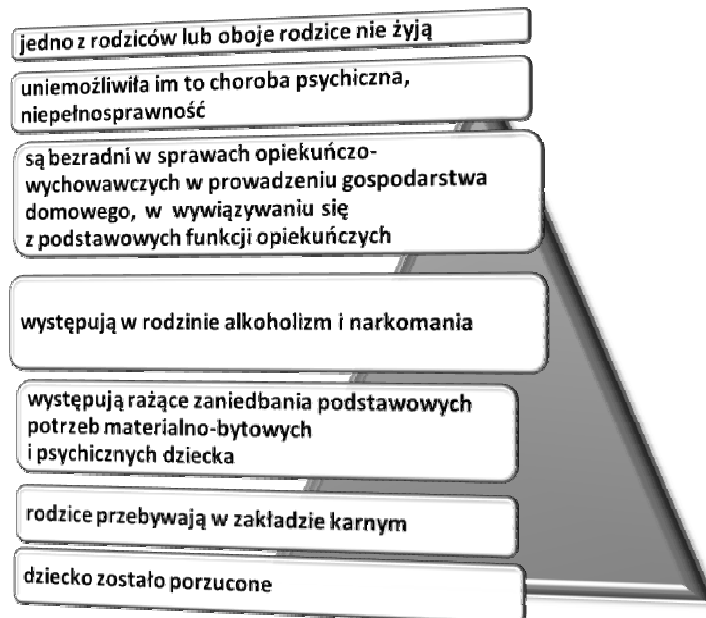 jedno z rodziców lub oboje rodzice nie żyją
uniemożliwiła im to choroba psychiczna,
niepełnosprawność
są bezradni w sprawach opiekuńczo-
wychowawczych w prowadzeniu gospodarstwa
domowego, w wywiązywaniu się
z podstawowych funkcji opiekuńczych
występują w rodzinie alkoholizm i narkomania
występują rażące zaniedbania podstawowych
potrzeb materialno-bytowych
i psychicznych dziecka
rodzice przebywają w zakładzie karnym
dziecko zostało porzucone